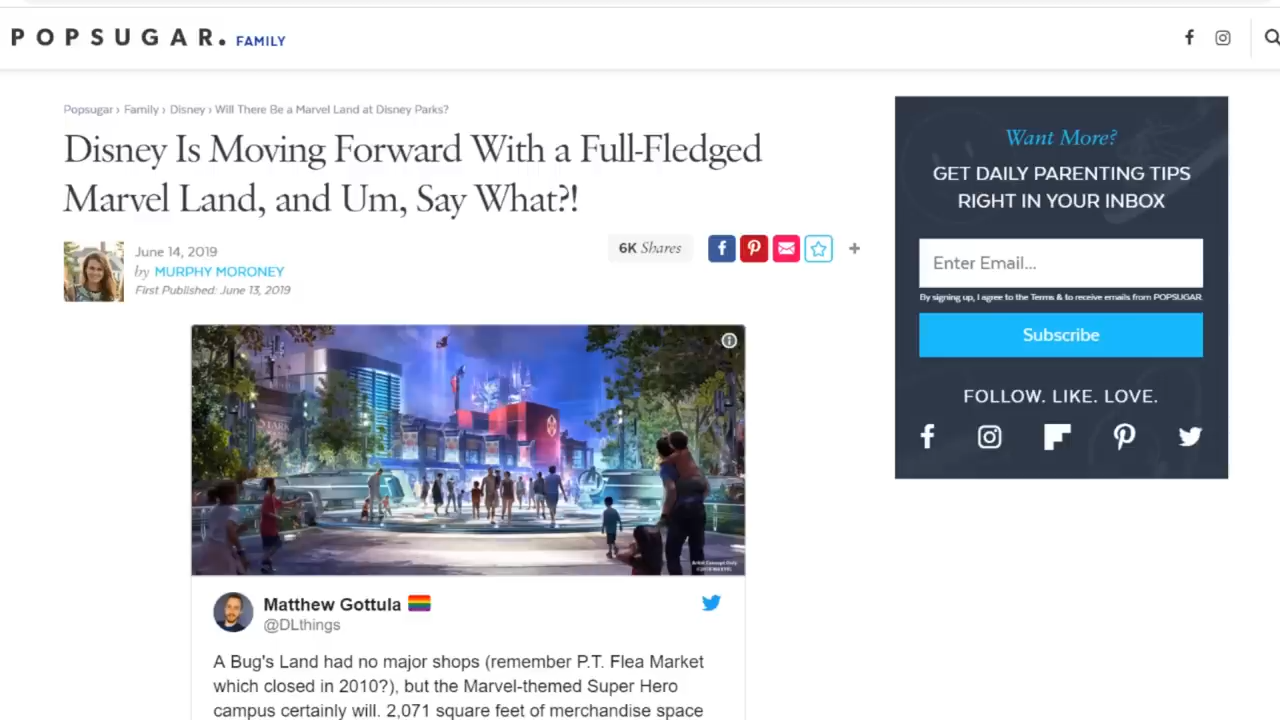 POPSUGAR. FAMILY
Popsugar › Family › Disney › Will There Be a Marvel Land at Disney Parks?
Disney Is Moving Forward With a Full-Fledged
Marvel Land, and Um, Say What?!
June 14, 2019
by MURPHY MORONEY
First Published: June 13, 2019
6K Shares
STARK
Artist Concept Only
Matthew Gottula
@DLthings
A Bug's Land had no major shops (remember P.T. Flea Market
which closed in 2010?), but the Marvel-themed Super Hero
campus certainly will. 2,071 square feet of merchandise space
Want More?
GET DAILY PARENTING TIPS
RIGHT IN YOUR INBOX
Enter Email...
By signing up, I agree to the Terms & to receive emails from POPSUGAR.
Subscribe
FOLLOW. LIKE. LOVE.